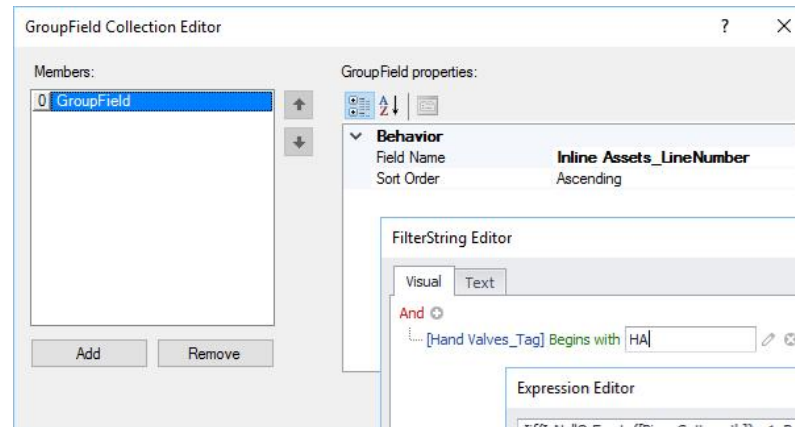 GroupField Collection Editor ?
Members:
0 GroupField
Add Remove
GroupField properties:
Behavior
Field Name Inline Assets_LineNumber
Sort Order Ascending
FilterString Editor
Visual Text
And
[Hand Valves_Tag] Begins with HA
Expression Editor